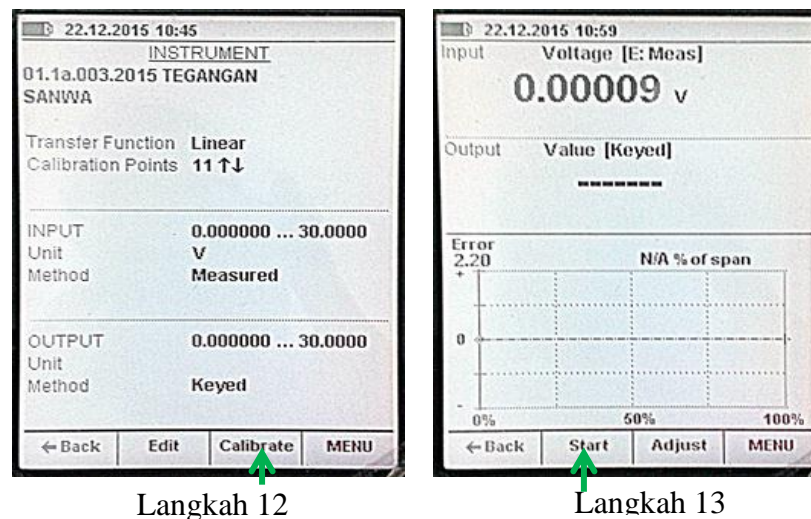 22.12.2015 10:45
INSTRUMENT
01.1a.003.2015 TEGANGAN
SANWA
Transfer Function Linear
Calibration Points 11 ↑↓
INPUT 0.000000 ... 30.0000
Unit V
Method Measured
OUTPUT 0.000000 ... 30.0000
Unit
Method Keyed
←Back Edit Calibrate MENU
Langkah 12
22.12.2015 10:59
Input Voltage [E: Meas]
0.00009 V
Output Value [Keyed]
-------
Error
2.20 N/A % of span
+
0
-
0% 50% 100%
←Back Start Adjust MENU
Langkah 13